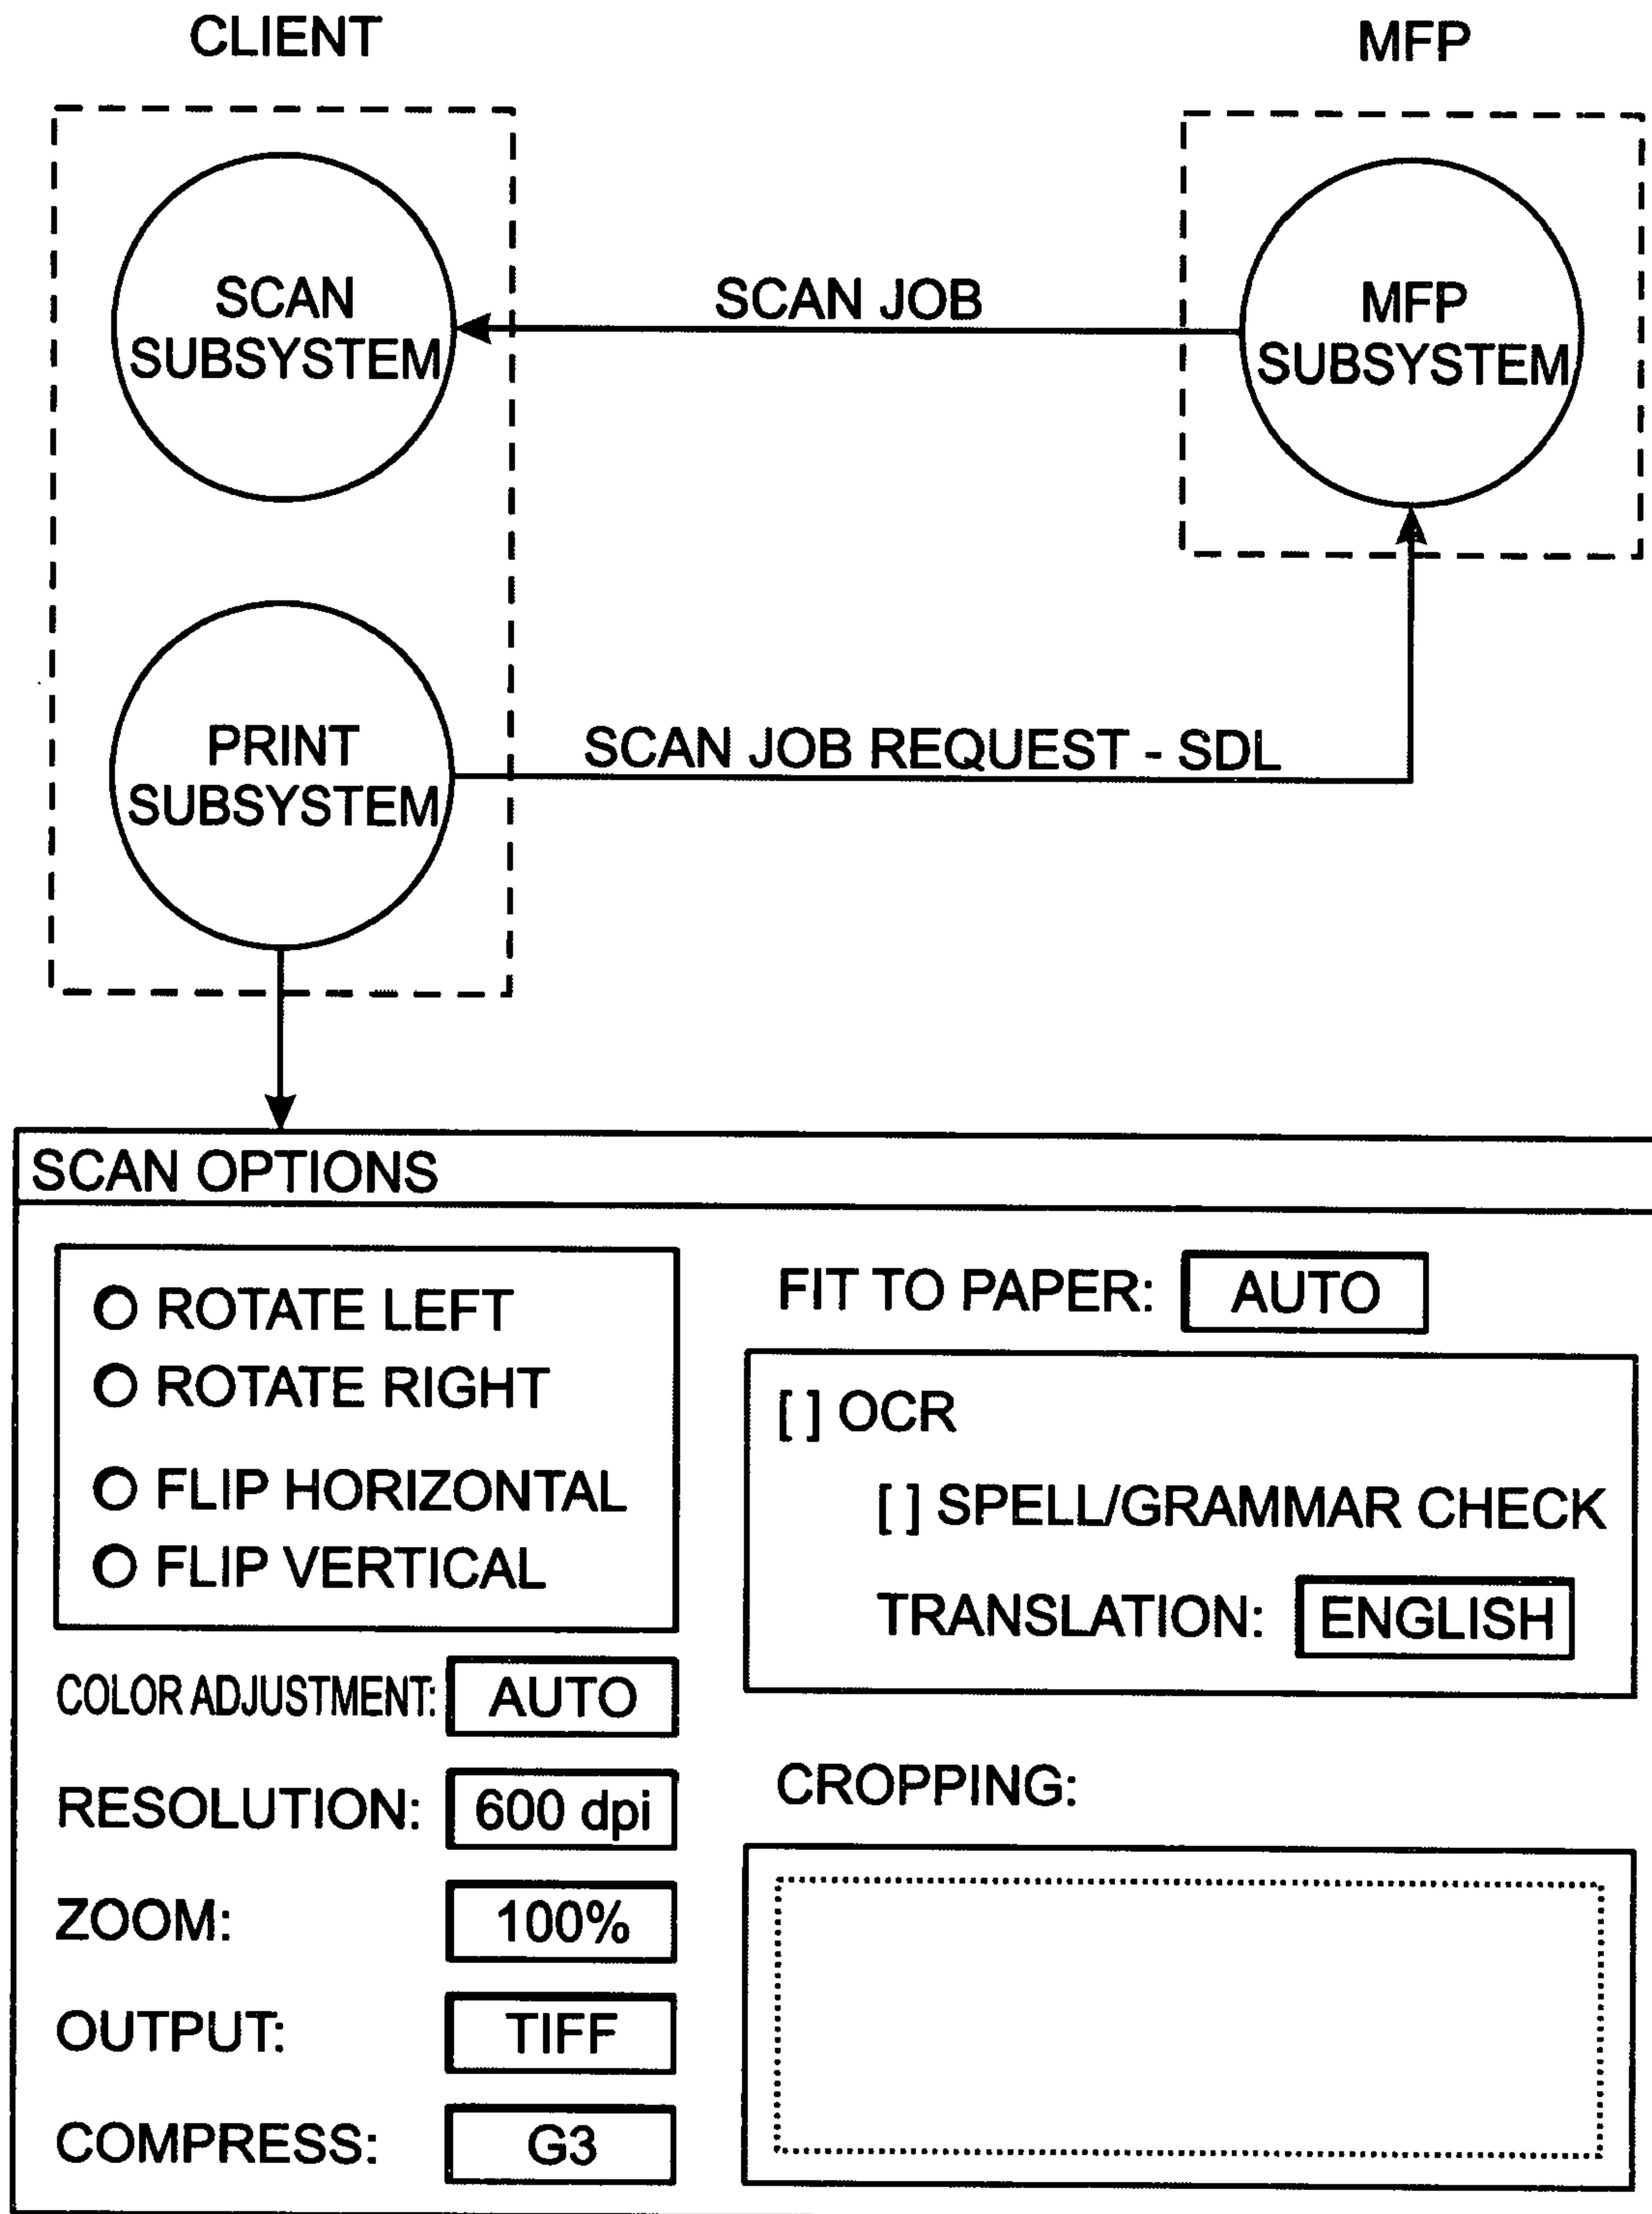 CLIENT
MFP
SCAN
SUBSYSTEM
SCAN JOB
MFP
SUBSYSTEM
PRINT
SUBSYSTEM
SCAN JOB REQUEST - SDL
SCAN OPTIONS
ROTATE LEFT
ROTATE RIGHT
FLIP HORIZONTAL
FLIP VERTICAL
COLOR ADJUSTMENT: AUTO
RESOLUTION: 600 dpi
ZOOM: 100%
OUTPUT: TIFF
COMPRESS: G3
FIT TO PAPER: AUTO
[ ] OCR
[ ] SPELL/GRAMMAR CHECK
TRANSLATION: ENGLISH
CROPPING: